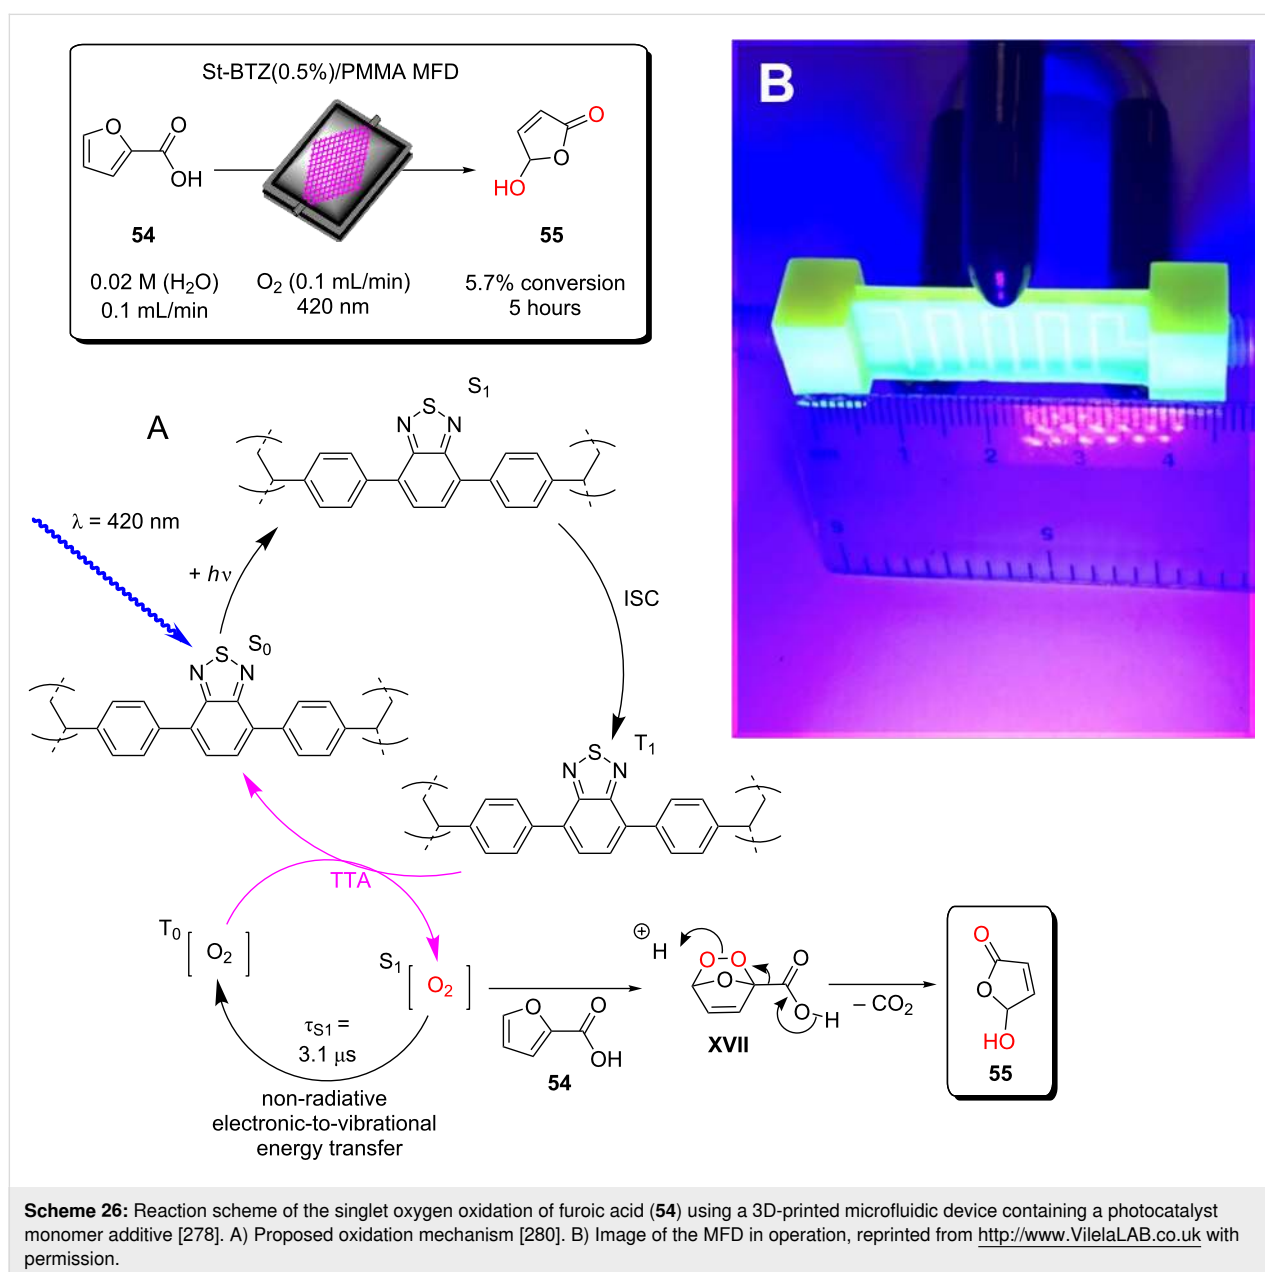 St-BTZ(0.5%)/PMMA MFD
O
O
OH
54
0.02 M (H2O)
0.1 mL/min
O2 (0.1 mL/min)
420 nm
O
O
HO
55
5.7% conversion
5 hours
B
1 2 3 4
A
S1
S
N N
λ = 420 nm
+ hν
ISC
S0
S
N N
T1
S
N N
TTA
T0
[ O2 ]
S1
[ O2 ]
τS1 =
3.1 μs
non-radiative
electronic-to-vibrational
energy transfer
O
O
OH
54
⊕
H
O O
O
O
O
H
XVII
– CO2
O
O
HO
55
Scheme 26: Reaction scheme of the singlet oxygen oxidation of furoic acid (54) using a 3D-printed microfluidic device containing a photocatalyst
monomer additive [278]. A) Proposed oxidation mechanism [280]. B) Image of the MFD in operation, reprinted from http://www.VilelaLAB.co.uk with
permission.